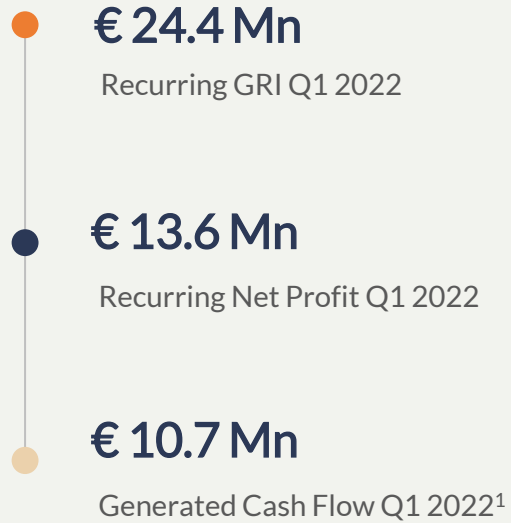 € 24.4 Mn
Recurring GRI Q1 2022
€ 13.6 Mn
Recurring Net Profit Q1 2022
€ 10.7 Mn
Generated Cash Flow Q1 2022¹